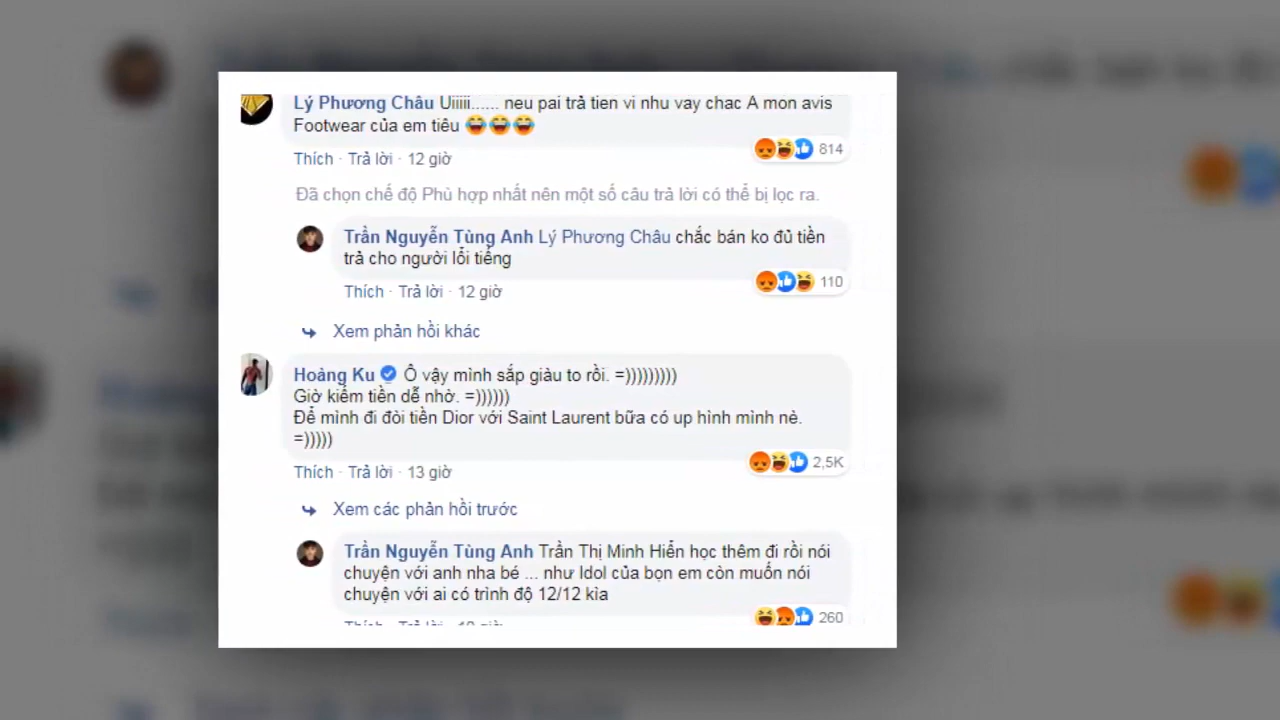 Lý Phương Châu Uiiiii...... neu pai trả tien vi nhu vay chac A mon avis
Footwear của em tiêu 😂😂😂
814
Thích · Trả lời · 12 giờ
Đã chọn chế độ Phù hợp nhất nên một số câu trả lời có thể bị lọc ra.
Trần Nguyễn Tùng Anh Lý Phương Châu chắc bán ko đủ tiền
trả cho người lổi tiếng
110
Thích · Trả lời · 12 giờ
Xem phản hồi khác
Hoàng Ku Ô vậy mình sắp giàu to rồi. =)))))))))
Giờ kiếm tiền dễ nhờ. =))))))
Để mình đi đòi tiền Dior với Saint Laurent bữa có up hình mình nè.
=)))))
2,5K
Thích · Trả lời · 13 giờ
Xem các phản hồi trước
Trần Nguyễn Tùng Anh Trần Thị Minh Hiển học thêm đi rồi nói
chuyện với anh nha bé ... như Idol của bọn em còn muốn nói
chuyện với ai có trình độ 12/12 kìa
260